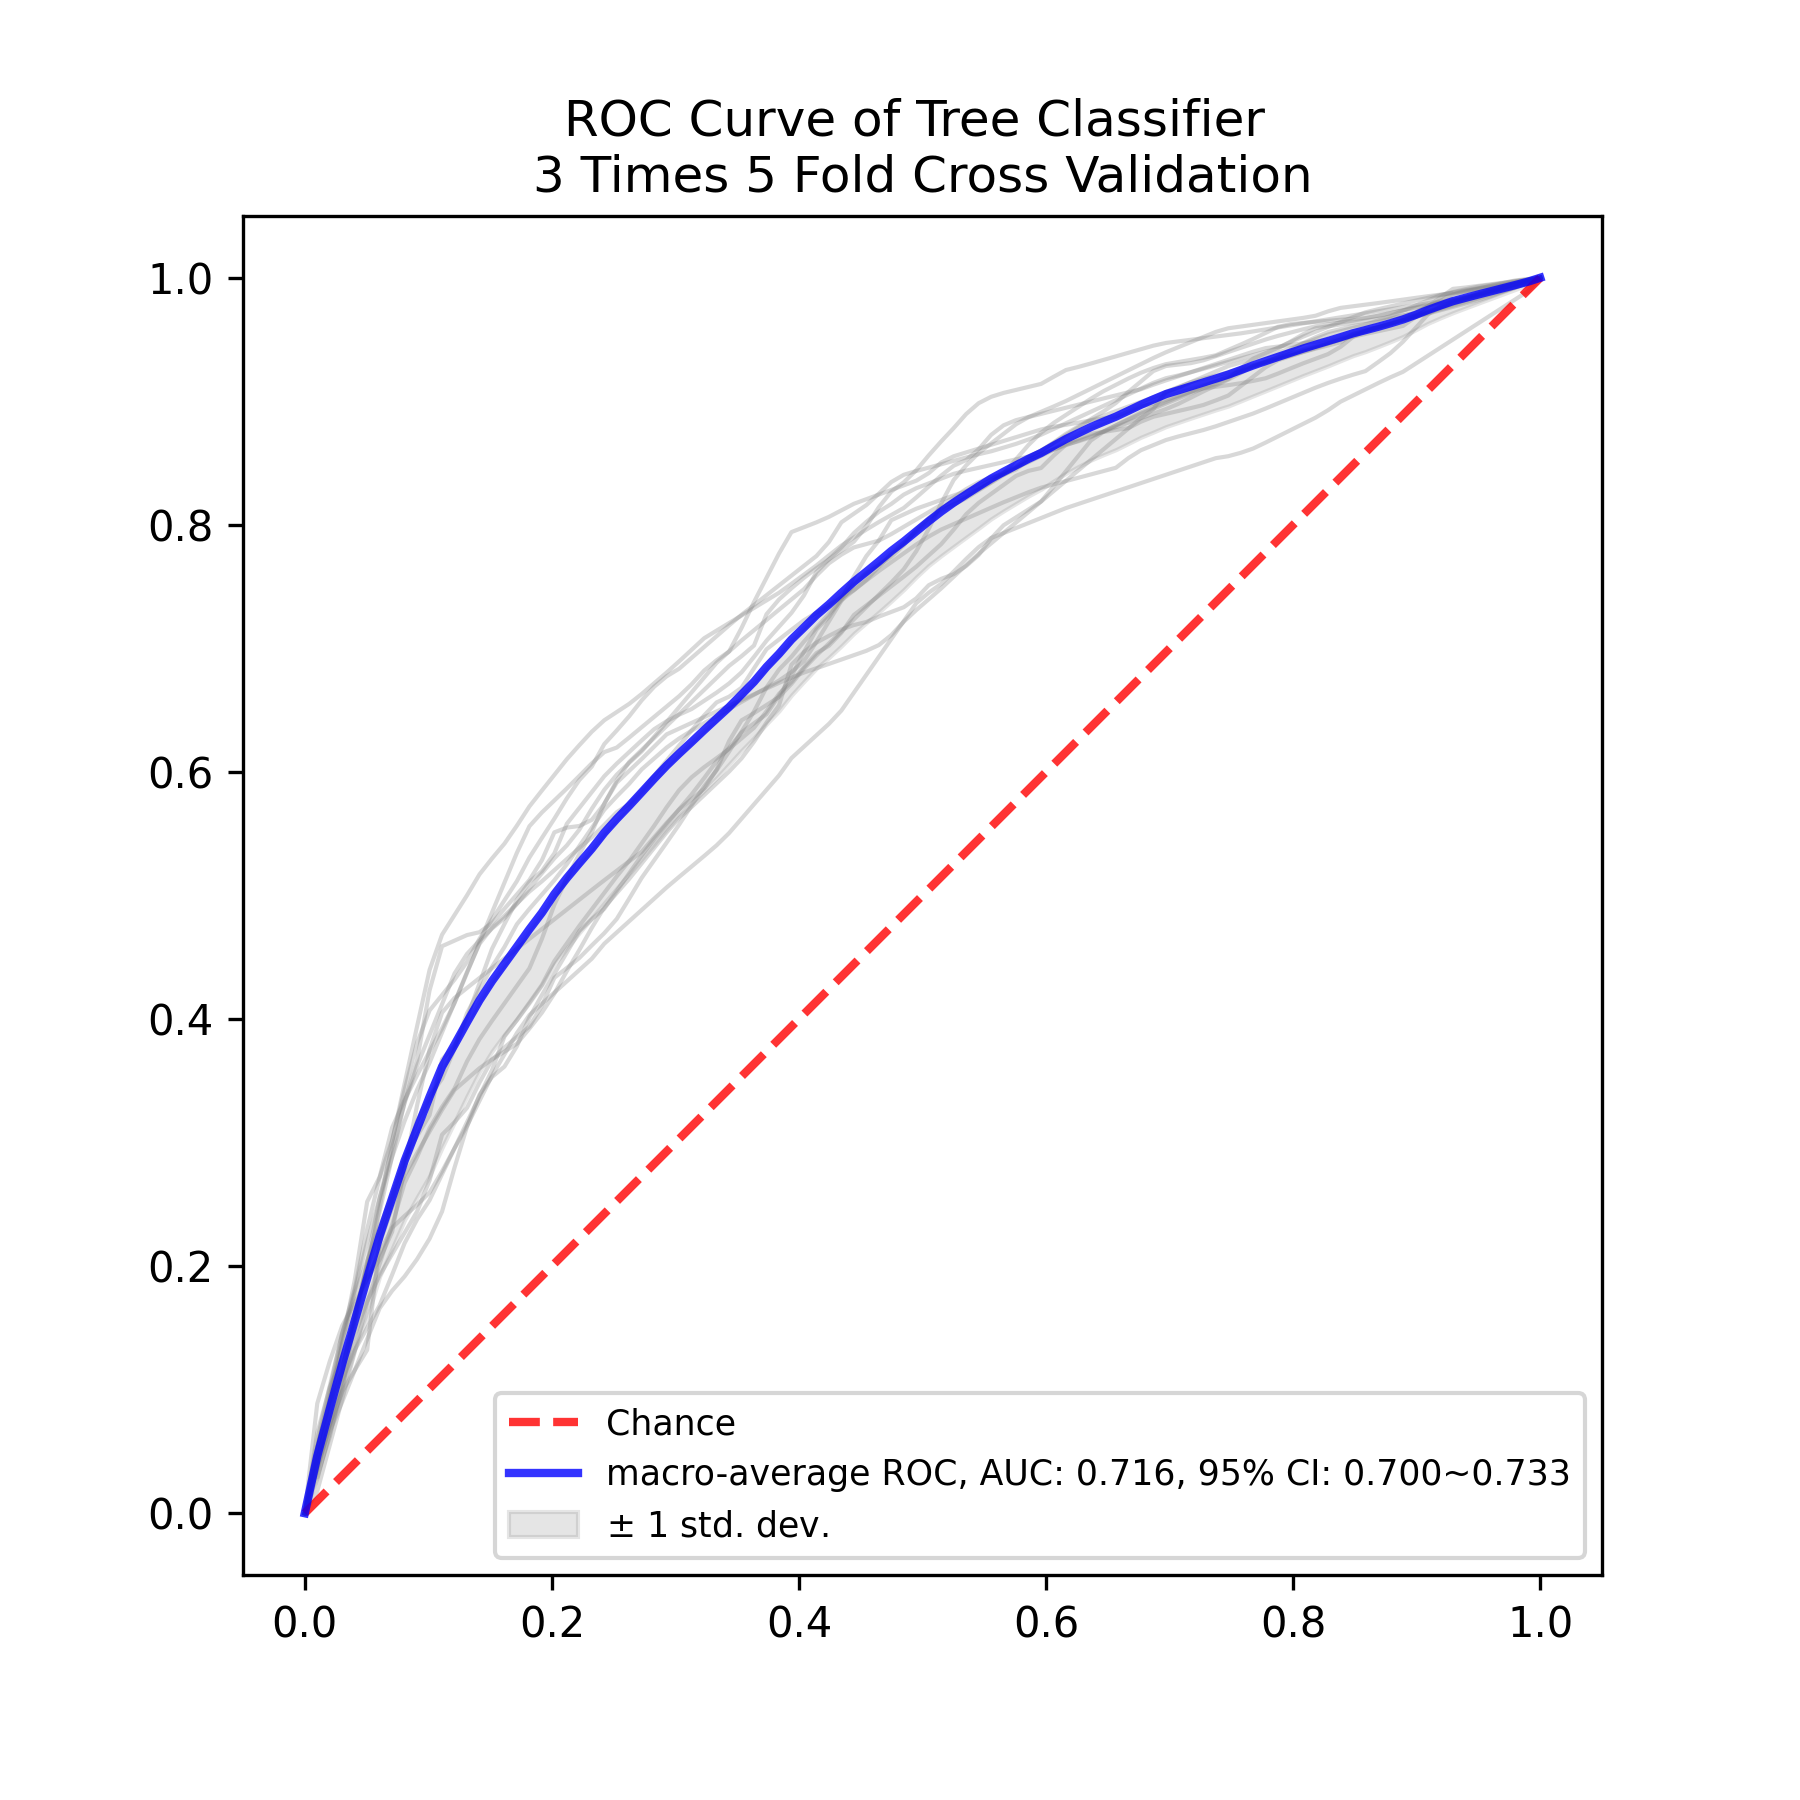 ROC Curve of Tree Classifier
3 Times 5 Fold Cross Validation
1.0
0.8
0.6
0.4
0.2
0.0
Chance
macro-average ROC, AUC: 0.716, 95% CI: 0.700~0.733
± 1 std. dev.
0.0 0.2 0.4 0.6 0.8 1.0